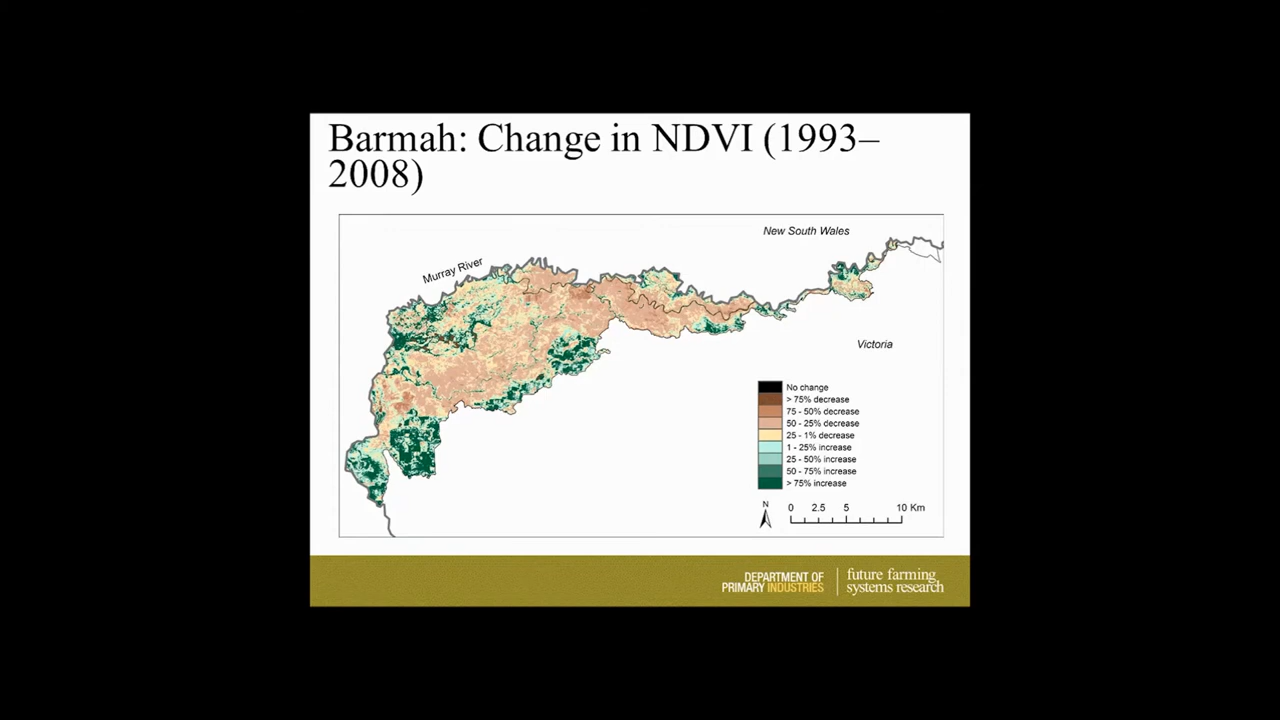 Barmah: Change in NDVI (1993–
2008)
New South Wales
Murray River
Victoria
No change
> 75% decrease
75 - 50% decrease
50 - 25% decrease
25 - 1% decrease
1 - 25% increase
25 - 50% increase
50 - 75% increase
> 75% increase
N
0 2.5 5 10 Km
DEPARTMENT OF
PRIMARY INDUSTRIES
future farming
systems research